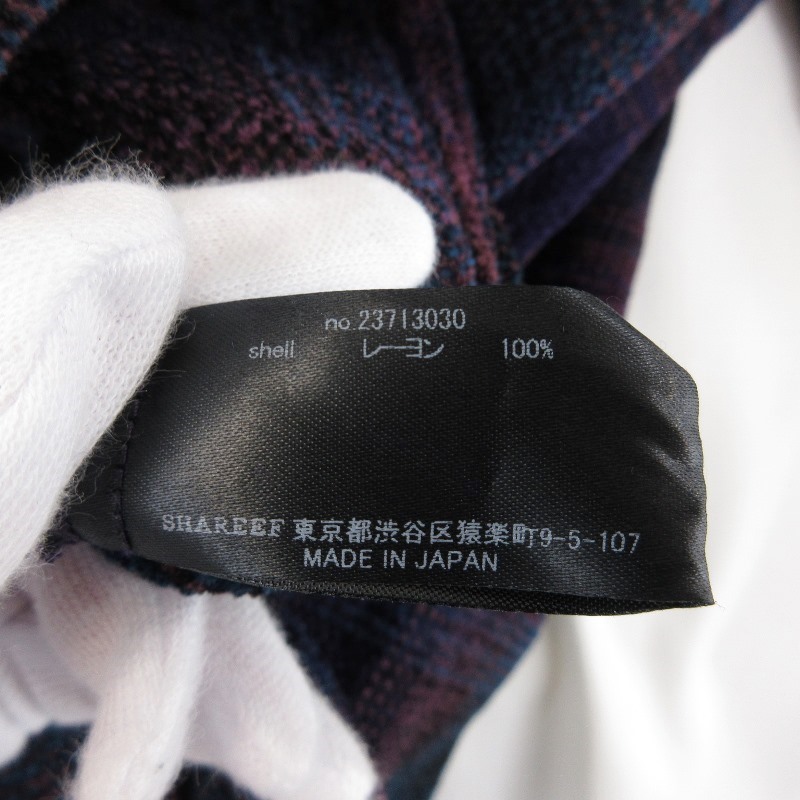 no.23713030
shell レーヨン 100%
SHAREEF 東京都渋谷区猿楽町9-5-107
MADE IN JAPAN